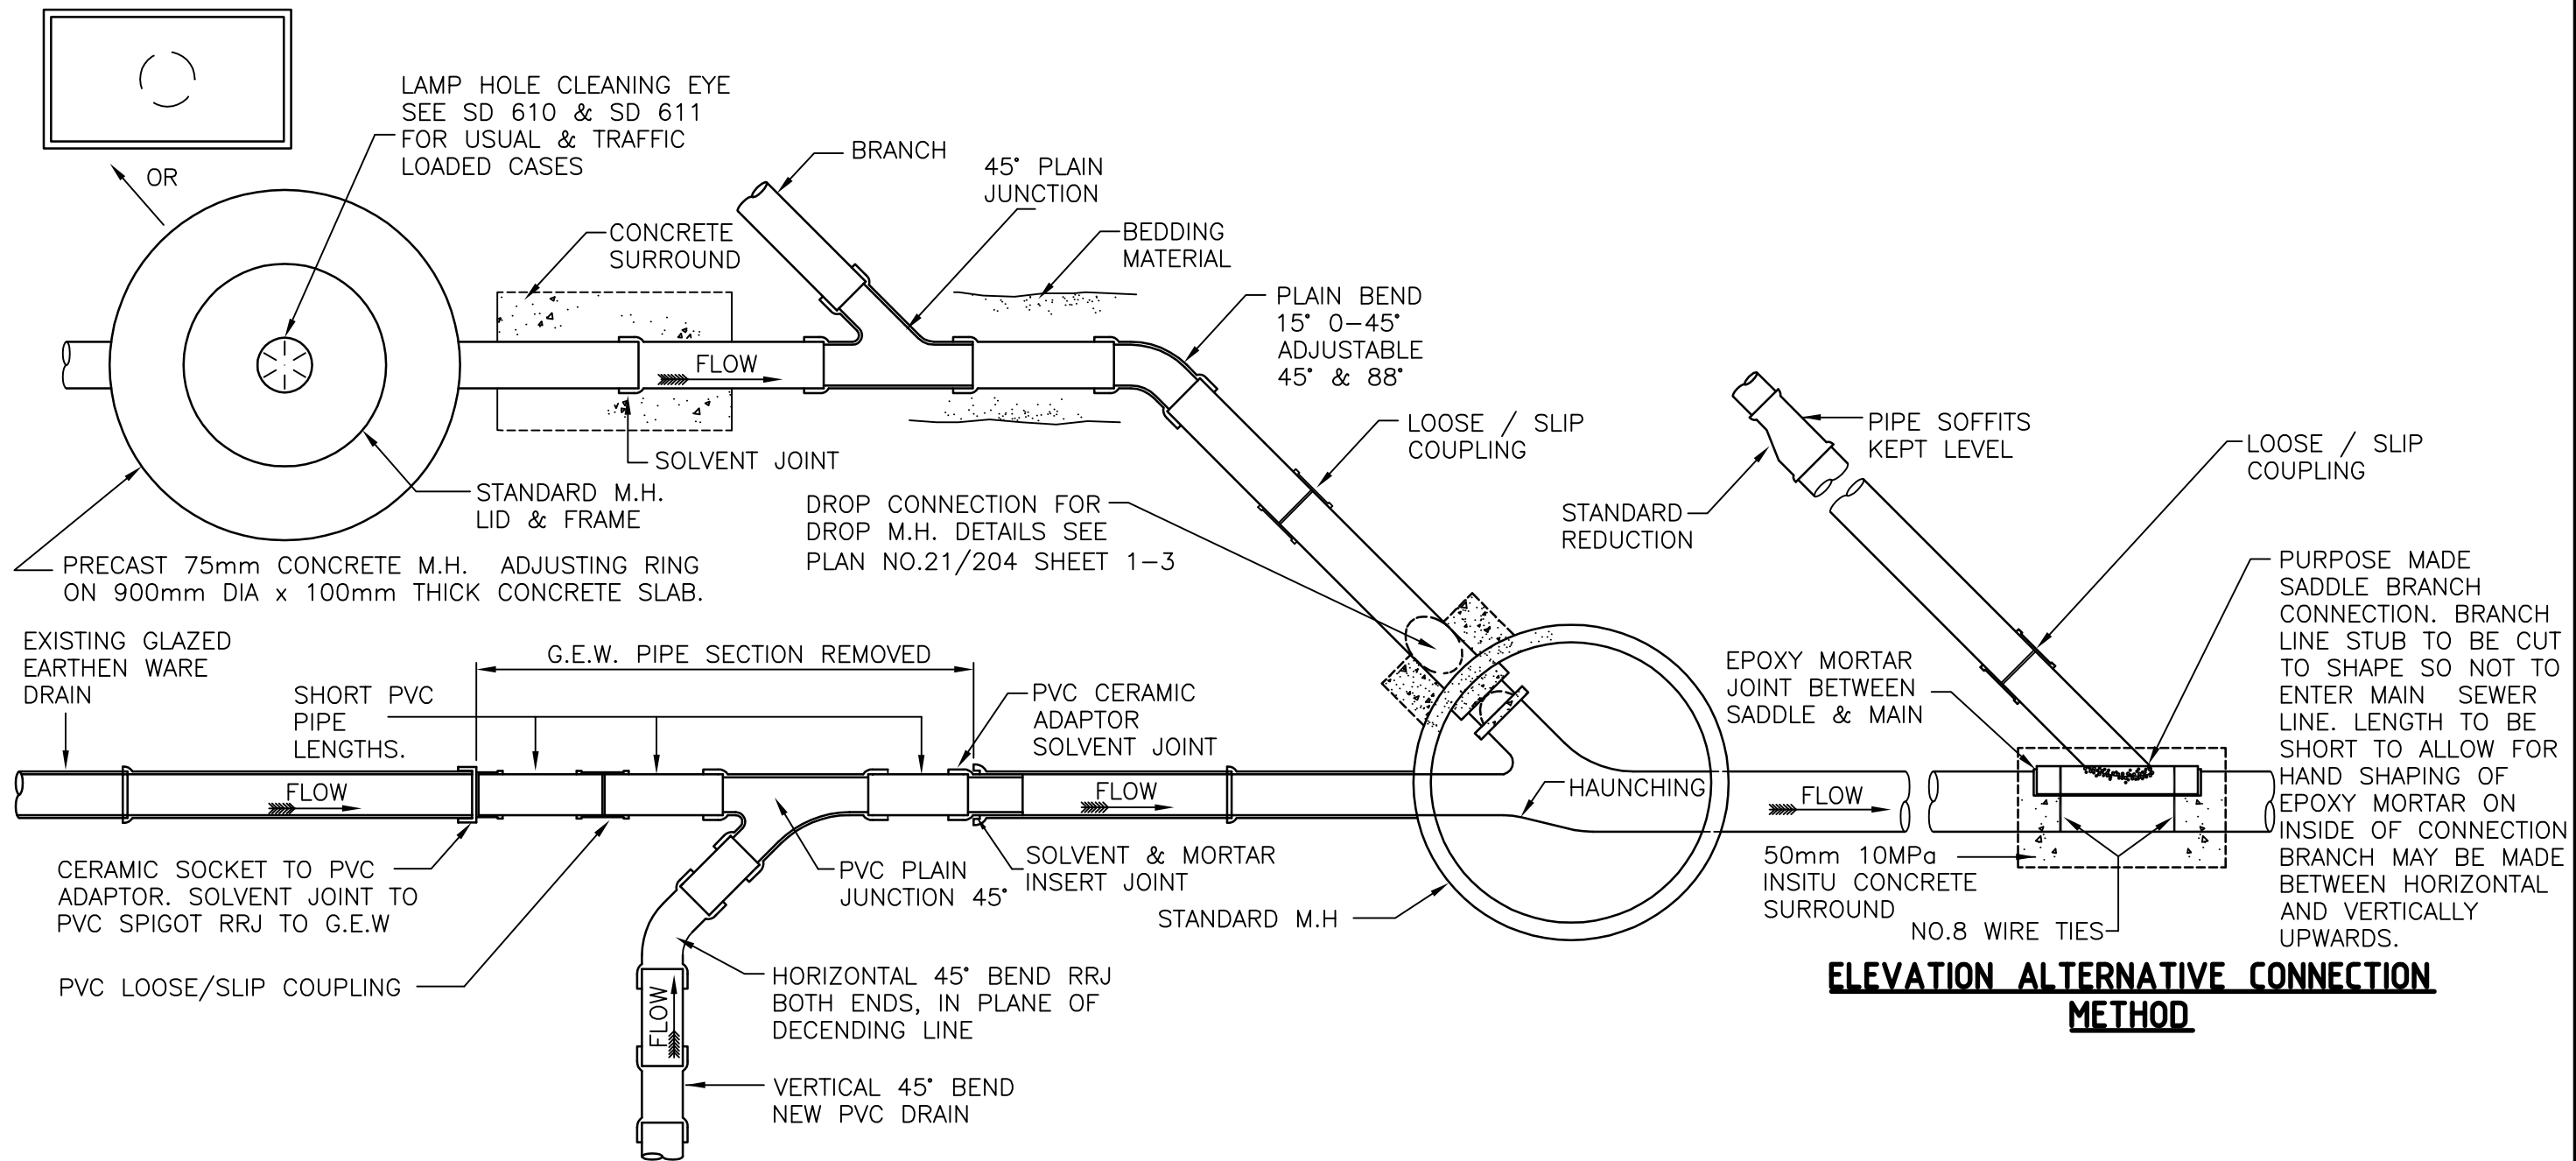 LAMP HOLE CLEANING EYE
SEE SD 610 & SD 611
FOR USUAL & TRAFFIC
LOADED CASES
OR
BRANCH
45° PLAIN
JUNCTION
CONCRETE
SURROUND
BEDDING
MATERIAL
PLAIN BEND
15° 0-45°
ADJUSTABLE
45° & 88°
FLOW
LOOSE / SLIP
COUPLING
SOLVENT JOINT
STANDARD M.H.
LID & FRAME
DROP CONNECTION FOR
DROP M.H. DETAILS SEE
PLAN NO.21/204 SHEET 1-3
PRECAST 75mm CONCRETE M.H. ADJUSTING RING
ON 900mm DIA x 100mm THICK CONCRETE SLAB.
PIPE SOFFITS
KEPT LEVEL
LOOSE / SLIP
COUPLING
STANDARD
REDUCTION
PURPOSE MADE
SADDLE BRANCH
CONNECTION. BRANCH
LINE STUB TO BE CUT
TO SHAPE SO NOT TO
ENTER MAIN SEWER
LINE. LENGTH TO BE
SHORT TO ALLOW FOR
HAND SHAPING OF
EPOXY MORTAR ON
INSIDE OF CONNECTION
BRANCH MAY BE MADE
BETWEEN HORIZONTAL
AND VERTICALLY
UPWARDS.
EXISTING GLAZED
EARTHEN WARE
DRAIN
G.E.W. PIPE SECTION REMOVED
SHORT PVC
PIPE
LENGTHS.
PVC CERAMIC
ADAPTOR
SOLVENT JOINT
EPOXY MORTAR
JOINT BETWEEN
SADDLE & MAIN
FLOW
FLOW
HAUNCHING
FLOW
CERAMIC SOCKET TO PVC
ADAPTOR. SOLVENT JOINT TO
PVC SPIGOT RRJ TO G.E.W
PVC PLAIN
JUNCTION 45°
SOLVENT & MORTAR
INSERT JOINT
STANDARD M.H
50mm 10MPa
INSITU CONCRETE
SURROUND
NO.8 WIRE TIES
PVC LOOSE/SLIP COUPLING
HORIZONTAL 45° BEND RRJ
BOTH ENDS, IN PLANE OF
DECENDING LINE
FLOW
VERTICAL 45° BEND
NEW PVC DRAIN
ELEVATION ALTERNATIVE CONNECTION
METHOD